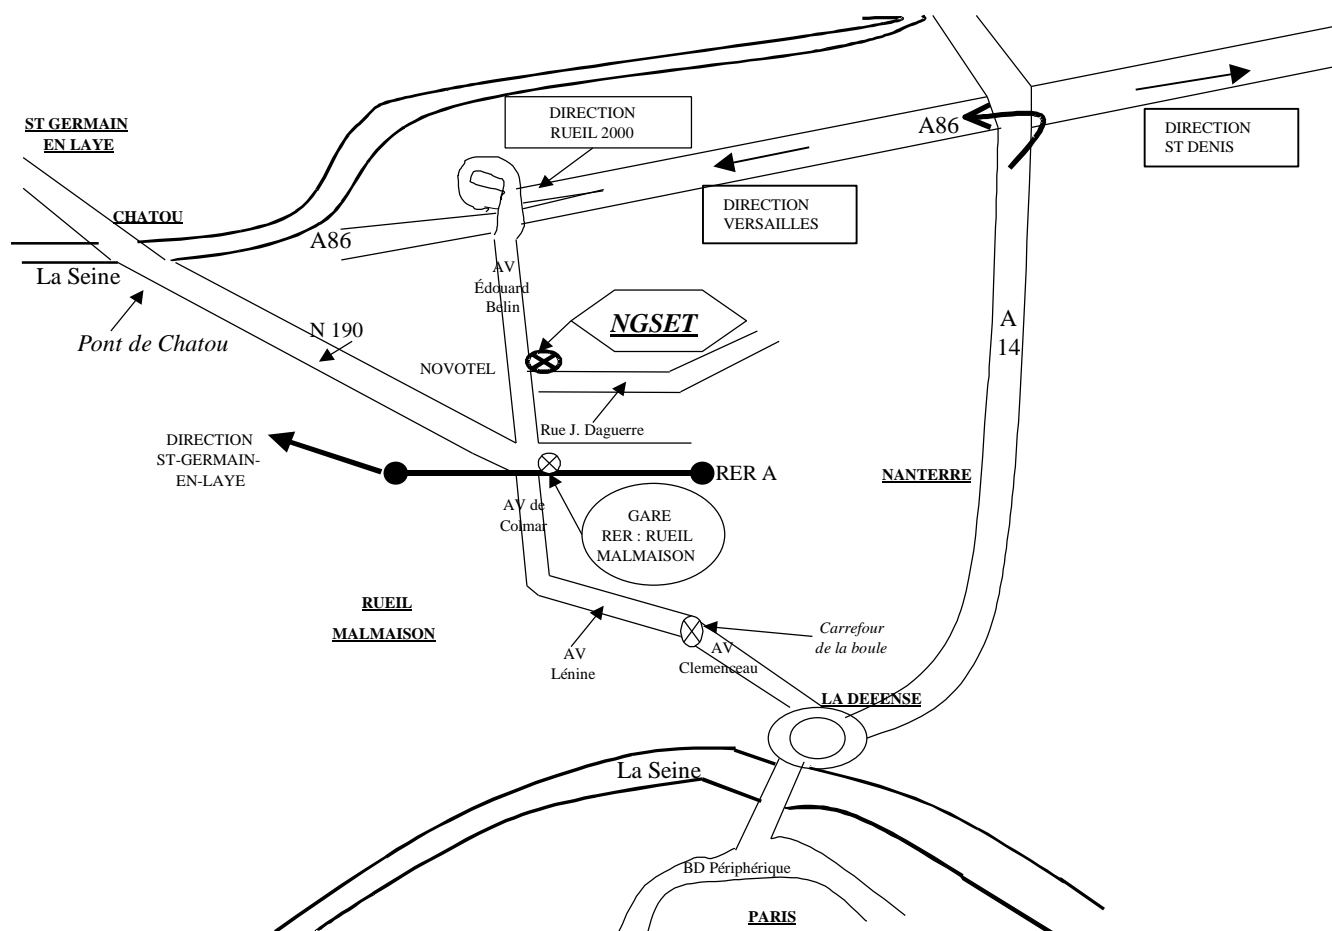 DIRECTION
RUEIL 2000
ST GERMAIN
EN LAYE
A86
DIRECTION
ST DENIS
CHATOU
DIRECTION
VERSAILLES
A86
La Seine
AV
Édouard
Belin
Pont de Chatou
N 190
NGSET
A
14
NOVOTEL
Rue J. Daguerre
DIRECTION
ST-GERMAIN-
EN-LAYE
RER A
NANTERRE
AV de
Colmar
GARE
RER : RUEIL
MALMAISON
RUEIL
MALMAISON
Carrefour
de la boule
AV
Lénine
AV
Clemenceau
LA DEFENSE
La Seine
BD Périphérique
PARIS